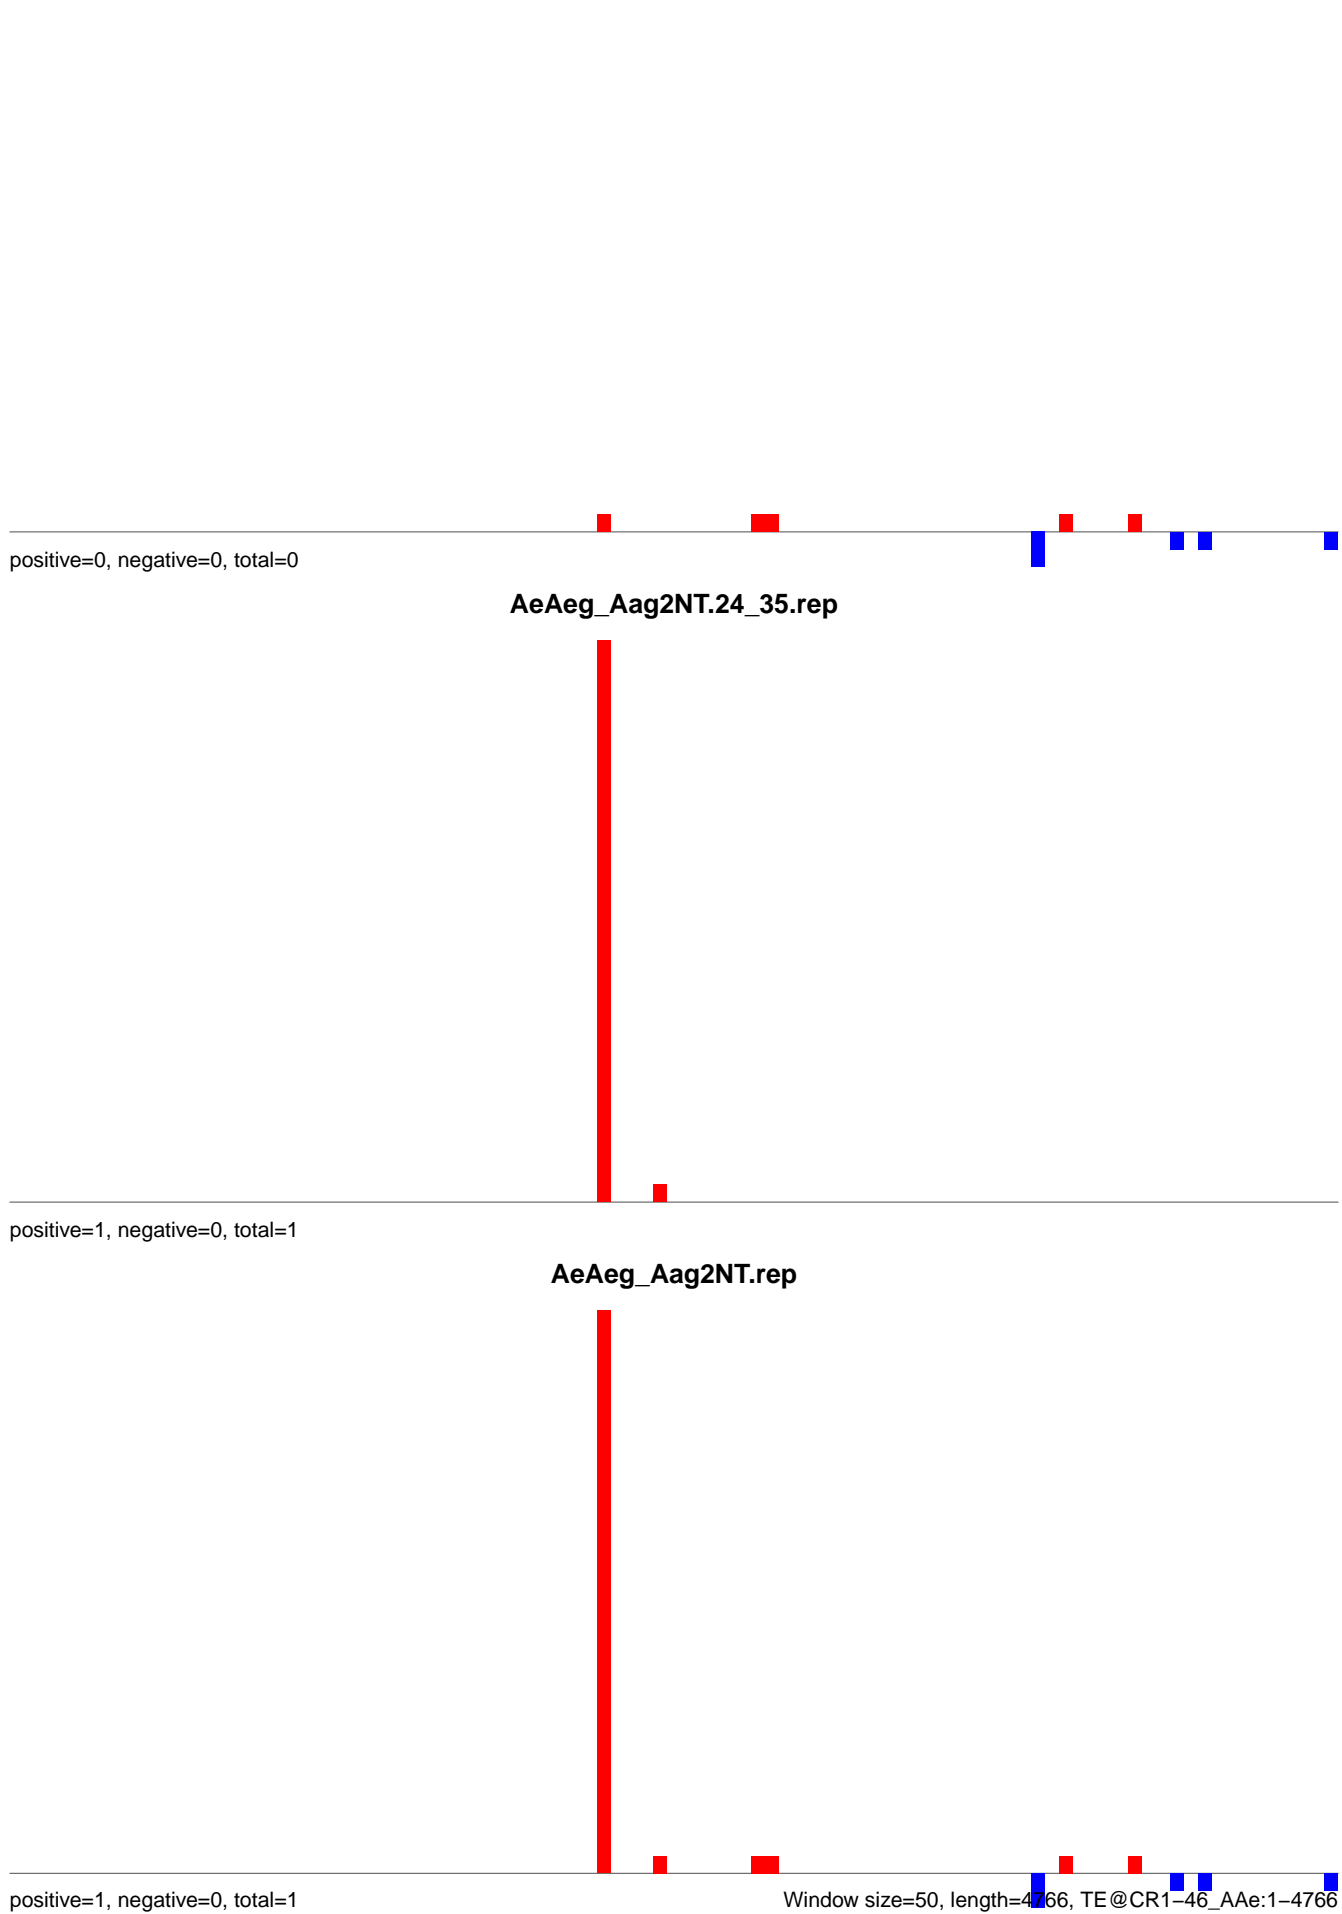 positive=0, negative=0, total=0
AeAeg_Aag2NT.24_35.rep
positive=1, negative=0, total=1
AeAeg_Aag2NT.rep
positive=1, negative=0, total=1
Window size=50, length=4766, TE@CR1−46_AAe:1−4766